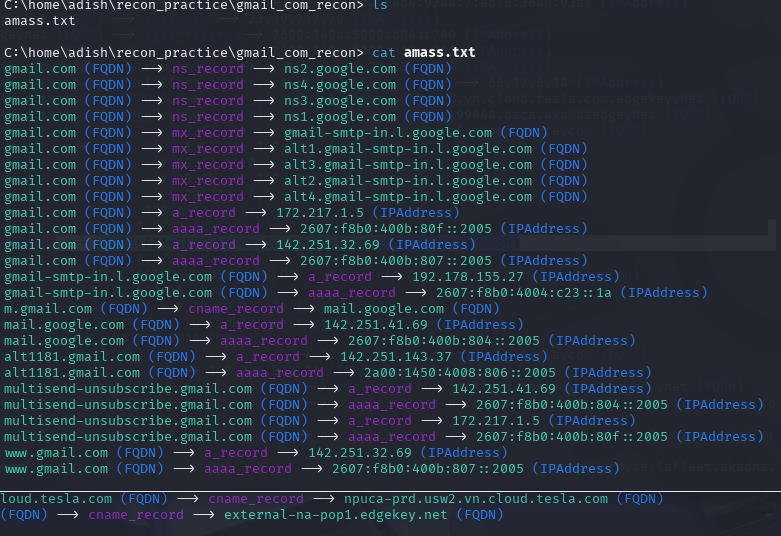 C:\home\adish\recon_practice\gmail_com_recon> ls
amass.txt
C:\home\adish\recon_practice\gmail_com_recon> cat amass.txt
gmail.com (FQDN) ⟶ ns_record ⟶ ns2.google.com (FQDN)
gmail.com (FQDN) ⟶ ns_record ⟶ ns4.google.com (FQDN)
gmail.com (FQDN) ⟶ ns_record ⟶ ns3.google.com (FQDN)
gmail.com (FQDN) ⟶ ns_record ⟶ ns1.google.com (FQDN)
gmail.com (FQDN) ⟶ mx_record ⟶ gmail-smtp-in.l.google.com (FQDN)
gmail.com (FQDN) ⟶ mx_record ⟶ alt1.gmail-smtp-in.l.google.com (FQDN)
gmail.com (FQDN) ⟶ mx_record ⟶ alt3.gmail-smtp-in.l.google.com (FQDN)
gmail.com (FQDN) ⟶ mx_record ⟶ alt2.gmail-smtp-in.l.google.com (FQDN)
gmail.com (FQDN) ⟶ mx_record ⟶ alt4.gmail-smtp-in.l.google.com (FQDN)
gmail.com (FQDN) ⟶ a_record ⟶ 172.217.1.5 (IPAddress)
gmail.com (FQDN) ⟶ aaaa_record ⟶ 2607:f8b0:400b:80f::2005 (IPAddress)
gmail.com (FQDN) ⟶ a_record ⟶ 142.251.32.69 (IPAddress)
gmail.com (FQDN) ⟶ aaaa_record ⟶ 2607:f8b0:400b:807::2005 (IPAddress)
gmail-smtp-in.l.google.com (FQDN) ⟶ a_record ⟶ 192.178.155.27 (IPAddress)
gmail-smtp-in.l.google.com (FQDN) ⟶ aaaa_record ⟶ 2607:f8b0:4004:c23::1a (IPAddress)
m.gmail.com (FQDN) ⟶ cname_record ⟶ mail.google.com (FQDN)
mail.google.com (FQDN) ⟶ a_record ⟶ 142.251.41.69 (IPAddress)
mail.google.com (FQDN) ⟶ aaaa_record ⟶ 2607:f8b0:400b:804::2005 (IPAddress)
alt1181.gmail.com (FQDN) ⟶ a_record ⟶ 142.251.143.37 (IPAddress)
alt1181.gmail.com (FQDN) ⟶ aaaa_record ⟶ 2a00:1450:4008:806::2005 (IPAddress)
multisend-unsubscribe.gmail.com (FQDN) ⟶ a_record ⟶ 142.251.41.69 (IPAddress)
multisend-unsubscribe.gmail.com (FQDN) ⟶ aaaa_record ⟶ 2607:f8b0:400b:804::2005 (IPAddress)
multisend-unsubscribe.gmail.com (FQDN) ⟶ a_record ⟶ 172.217.1.5 (IPAddress)
multisend-unsubscribe.gmail.com (FQDN) ⟶ aaaa_record ⟶ 2607:f8b0:400b:80f::2005 (IPAddress)
www.gmail.com (FQDN) ⟶ a_record ⟶ 142.251.32.69 (IPAddress)
www.gmail.com (FQDN) ⟶ aaaa_record ⟶ 2607:f8b0:400b:807::2005 (IPAddress)
loud.tesla.com (FQDN) ⟶ cname_record ⟶ npuca-prd.usw2.vn.cloud.tesla.com (FQDN)
(FQDN) ⟶ cname_record ⟶ external-na-pop1.edgekey.net (FQDN)